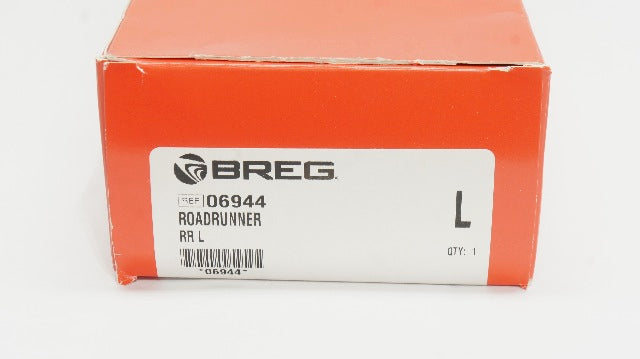 BREG
REF 06944
ROADRUNNER
RR L
*06944*
L
QTY: 1